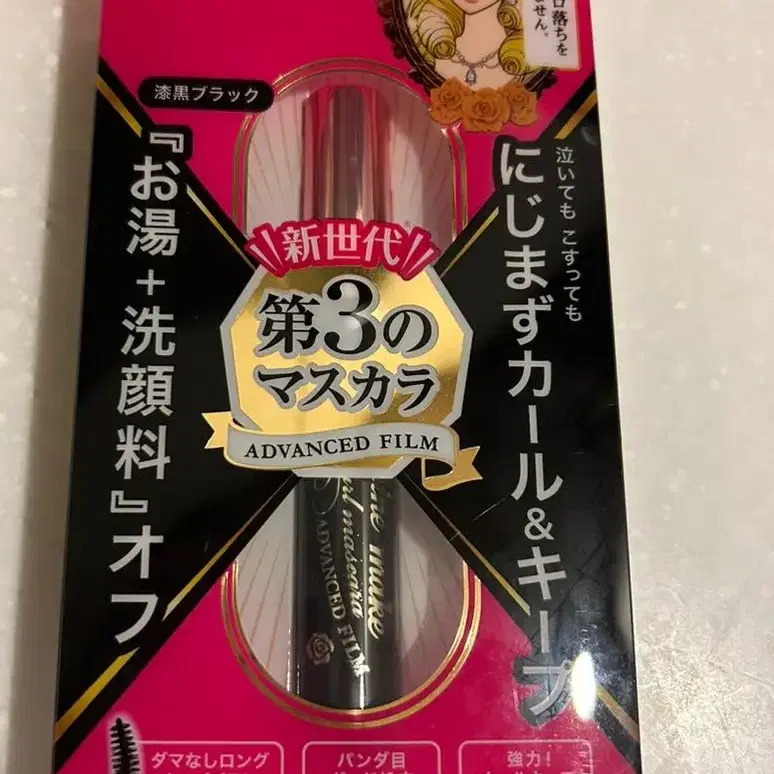 漆黒ブラック
泣いても こすっても
にじまずカール&キープ
『お湯+洗顔料』オフ
新世代
第3の
マスカラ
ADVANCED FILM
make
mascara
ADVANCED FILM
ダマなしロング
パンダ目
強力!